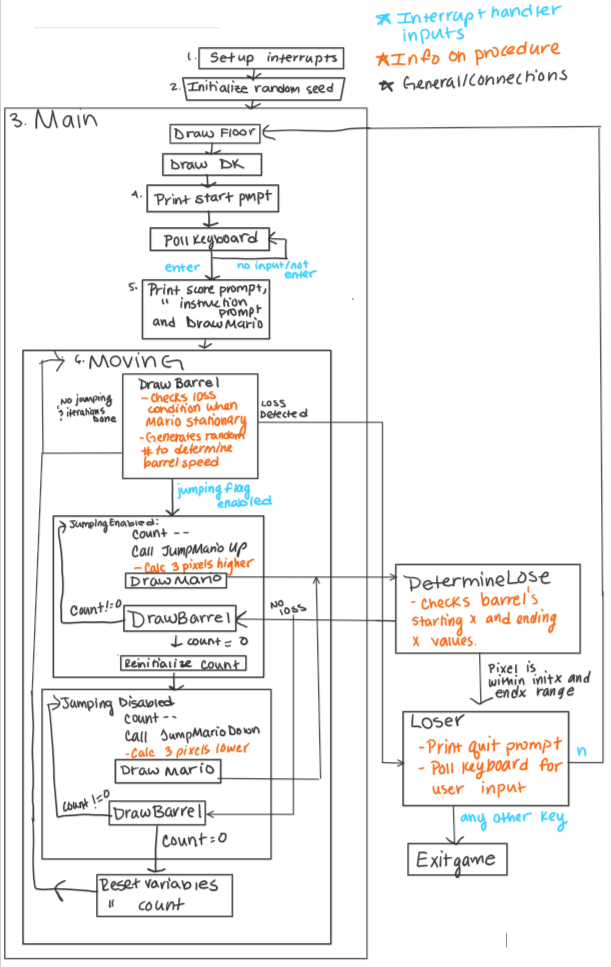 ★ Interrupt handler
inputs
★ Info on procedure
★ General/Connections
1. Setup interrupts
2. Initialize random seed
3. Main
Draw Floor
Draw DK
4. Print start pmpt
Poll Keyboard
enter
no input/not
enter
5. Print score prompt,
" instruction
prompt
and Draw Mario
6. MOVING
No jumping
? iterations
done
Draw Barrel
- Checks loss
condition when
Mario stationary
- Generates random
# to determine
barrel speed
Loss
Detected
jumping flag
enabled
Jumping Enabled:
count --
Call JumpMario Up
- Calc 3 pixels higher
Draw Mario
Count!=0
DrawBarrel
No
loss
count = 0
Reinitialize count
Jumping Disabled
count --
Call JumpMario Down
- Calc 3 pixels lower
Draw Mario
count !=0
DrawBarrel
Count=0
Reset variables
" count
DetermineLose
- Checks barrel's
starting x and ending
x values.
Pixel is
within initx and
endx range
Loser
- Print quit prompt
- Poll Keyboard for
user input
n
any other key
Exitgame